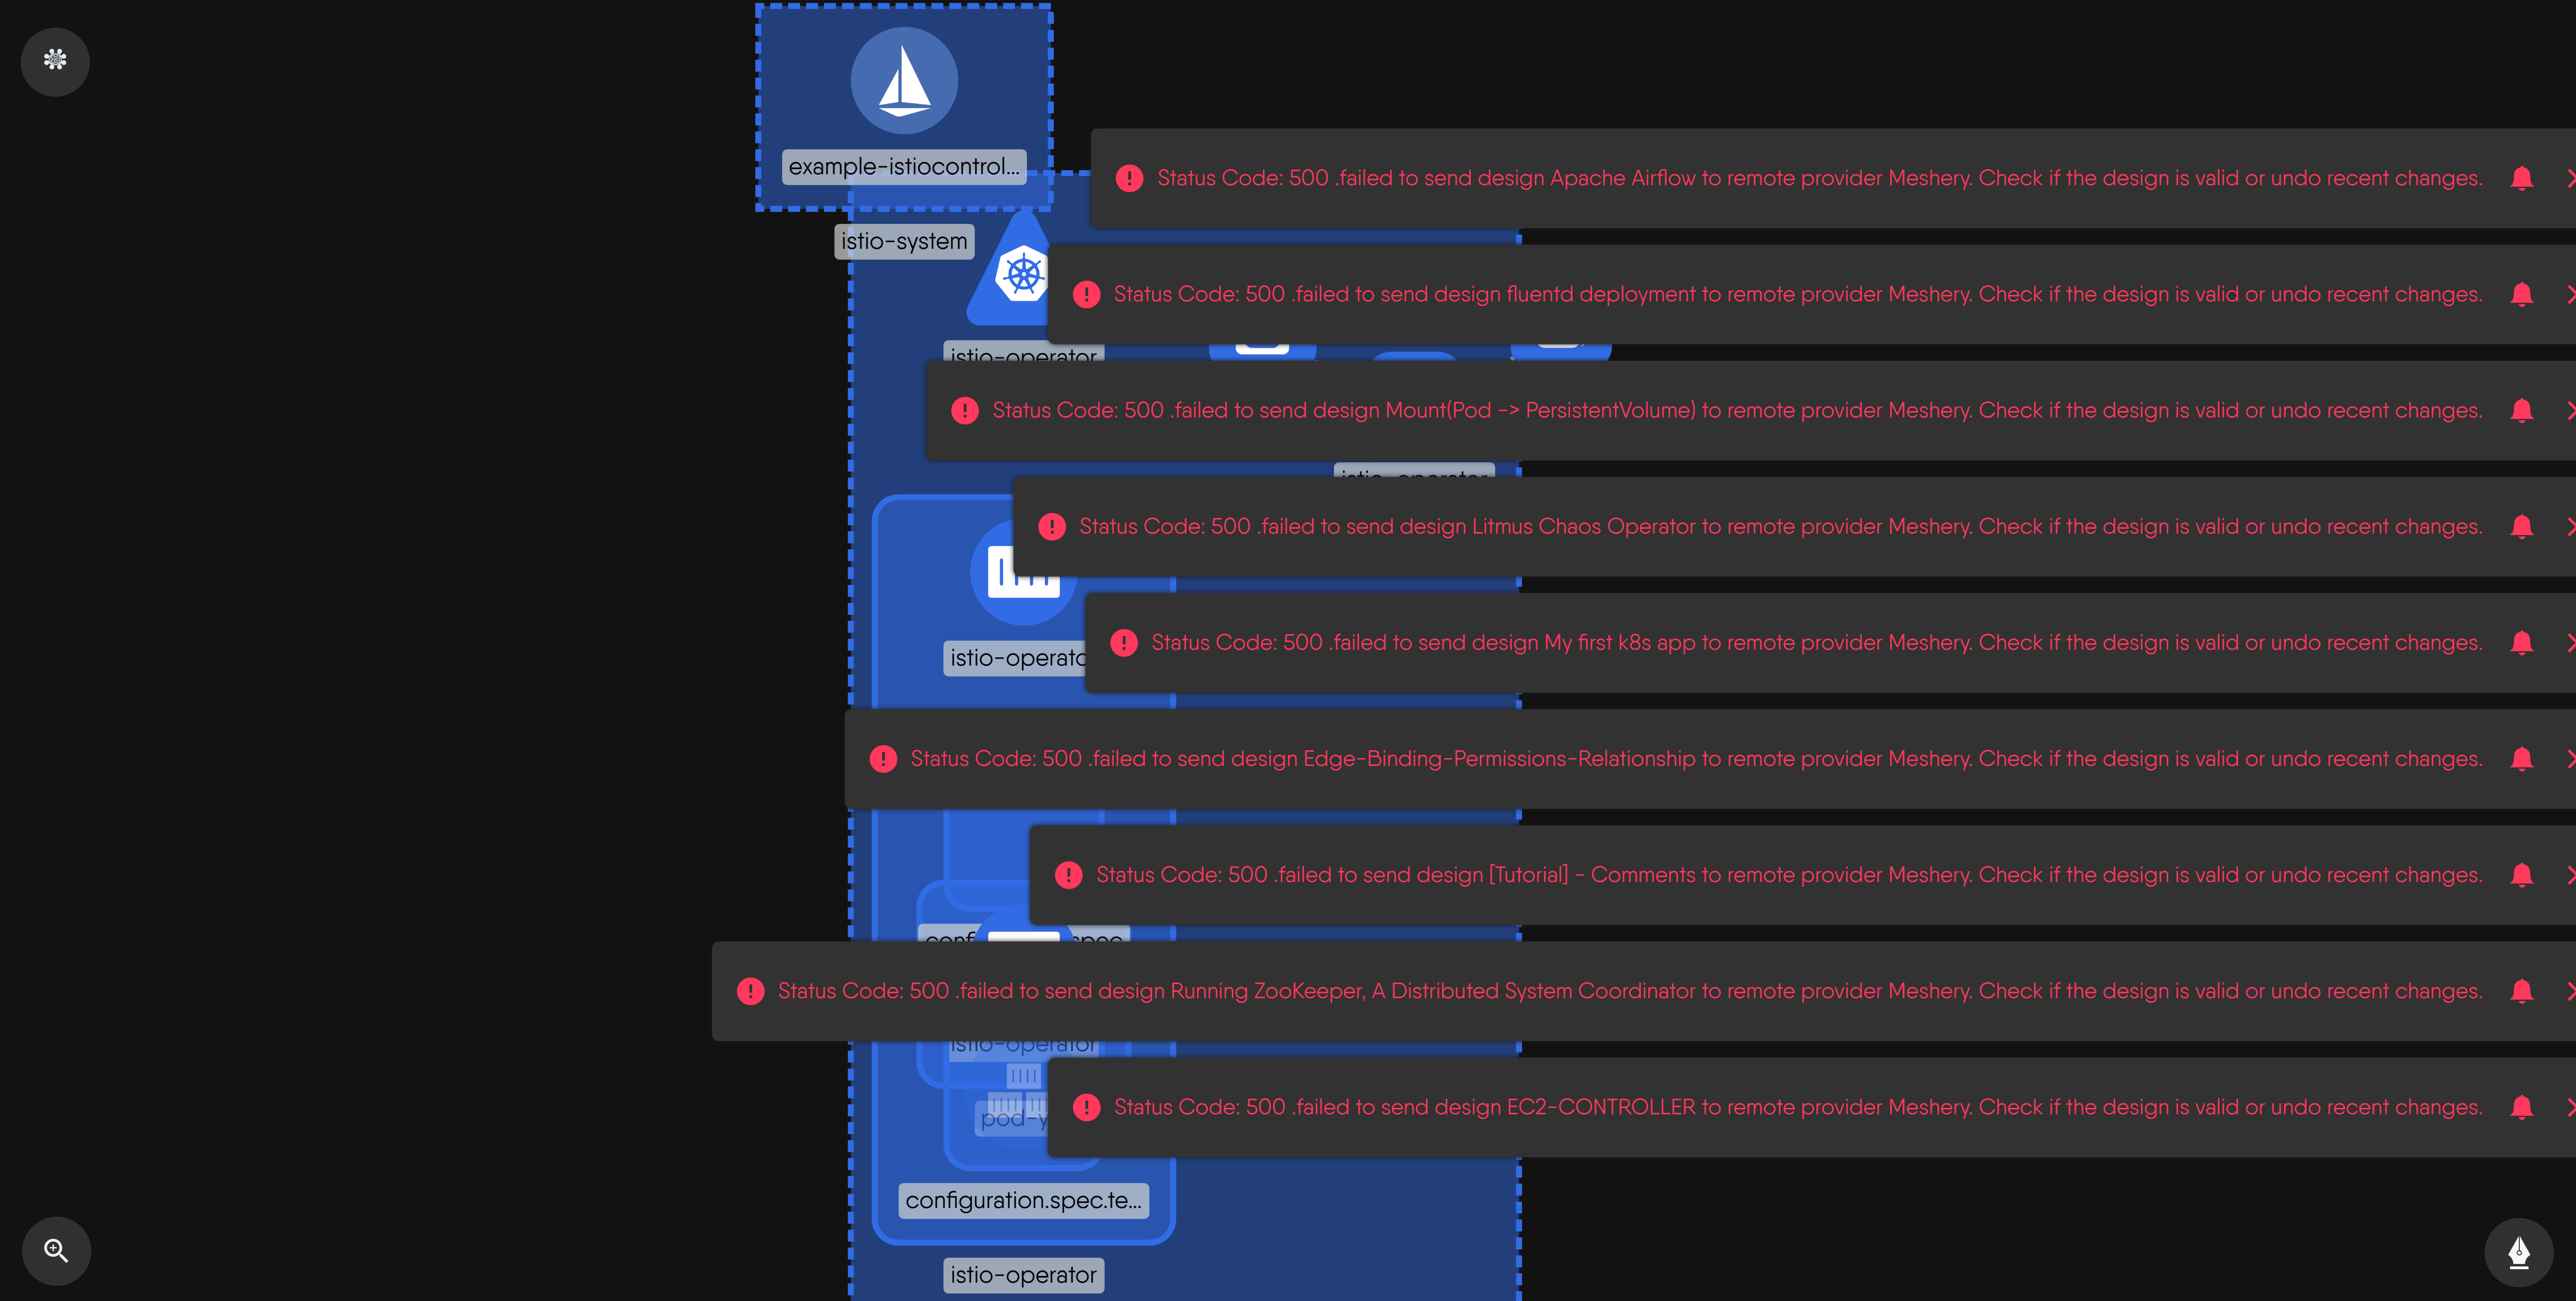 example-istiocontrol...
Status Code: 500 .failed to send design Apache Airflow to remote provider Meshery. Check if the design is valid or undo recent changes.
istio-system
Status Code: 500 .failed to send design fluentd deployment to remote provider Meshery. Check if the design is valid or undo recent changes.
istio-operator
Status Code: 500 .failed to send design Mount(Pod -> PersistentVolume) to remote provider Meshery. Check if the design is valid or undo recent changes.
istio-operator
Status Code: 500 .failed to send design Litmus Chaos Operator to remote provider Meshery. Check if the design is valid or undo recent changes.
Status Code: 500 .failed to send design My first k8s app to remote provider Meshery. Check if the design is valid or undo recent changes.
istio-operato
Status Code: 500 .failed to send design Edge-Binding-Permissions-Relationship to remote provider Meshery. Check if the design is valid or undo recent changes.
Status Code: 500 .failed to send design [Tutorial] - Comments to remote provider Meshery. Check if the design is valid or undo recent changes.
Status Code: 500 .failed to send design Running ZooKeeper, A Distributed System Coordinator to remote provider Meshery. Check if the design is valid or undo recent changes.
istio-operator
Status Code: 500 .failed to send design EC2-CONTROLLER to remote provider Meshery. Check if the design is valid or undo recent changes.
pod-y
configuration.spec.te...
istio-operator